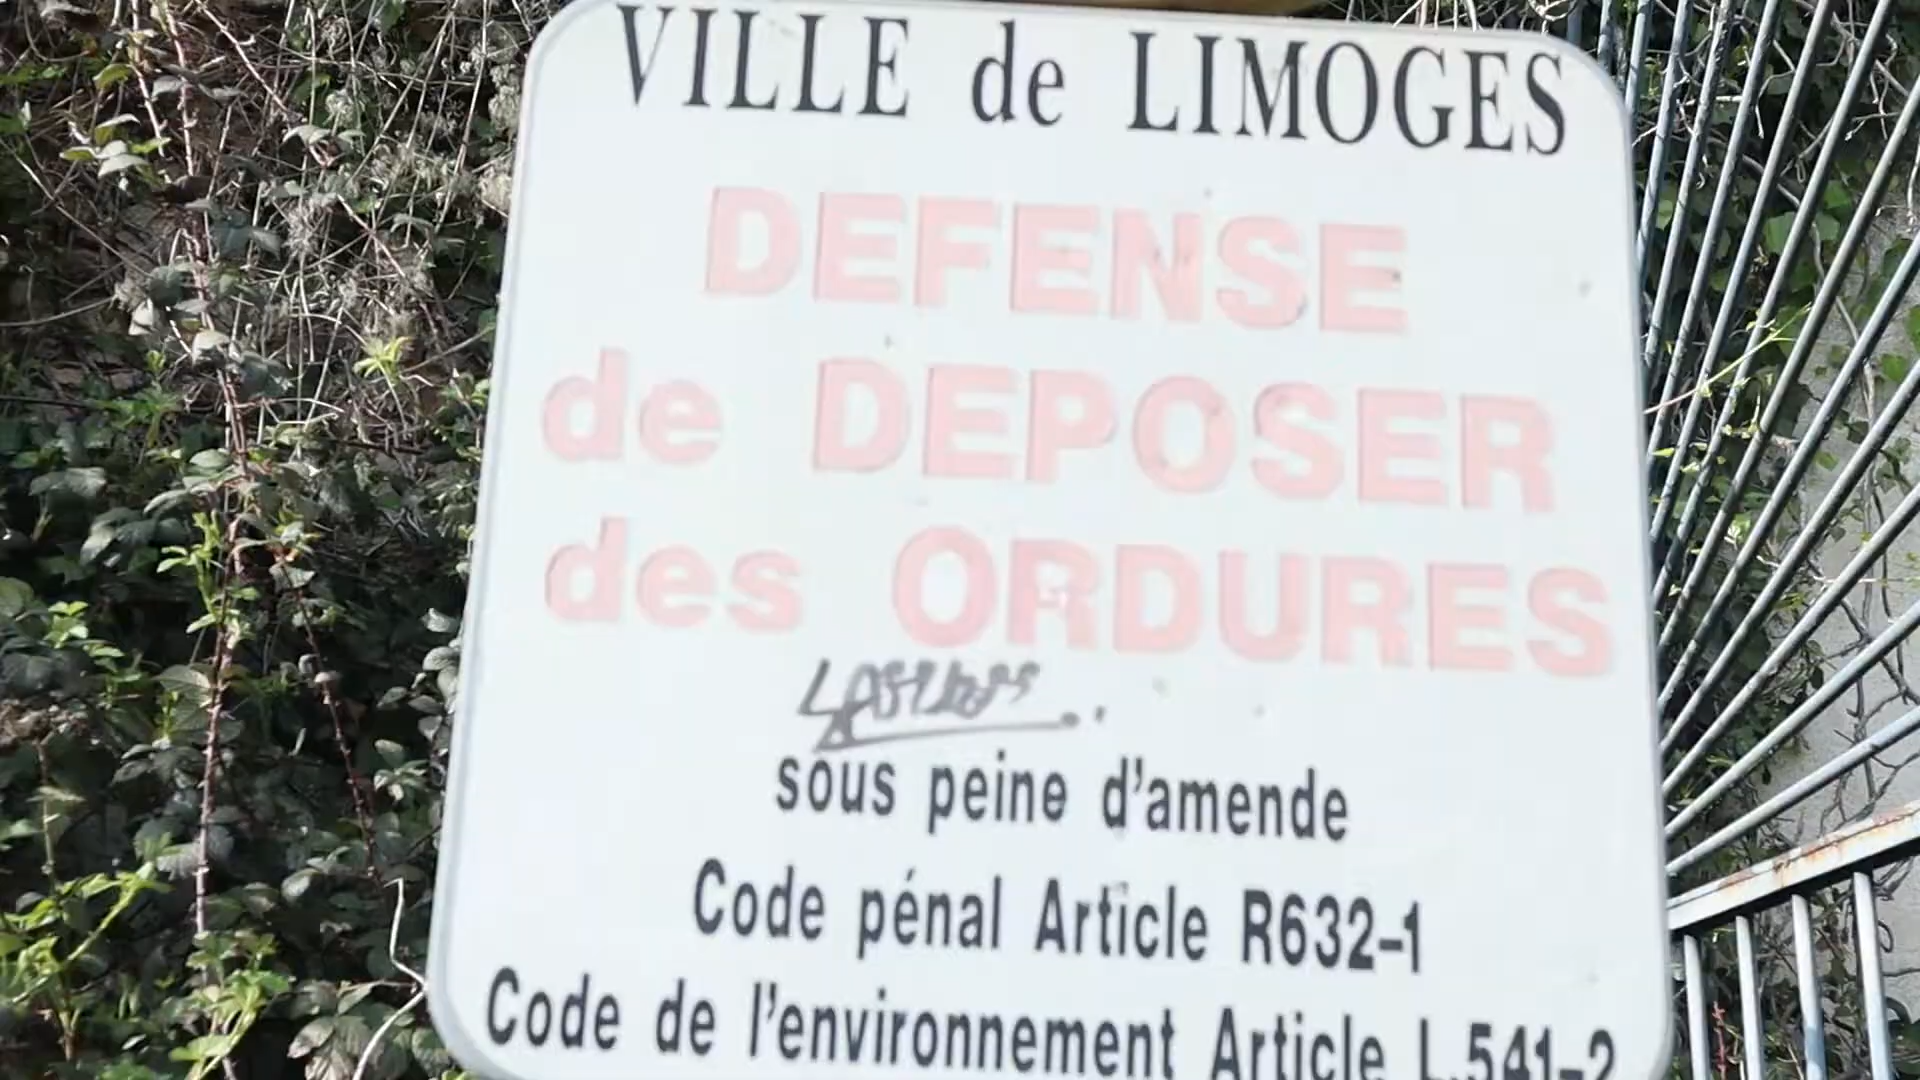 VILLE de LIMOGES
DEFENSE
de DEPOSER
des ORDURES
sous peine d'amende
Code pénal Article R632-1
Code de l'environnement Article L.541-2